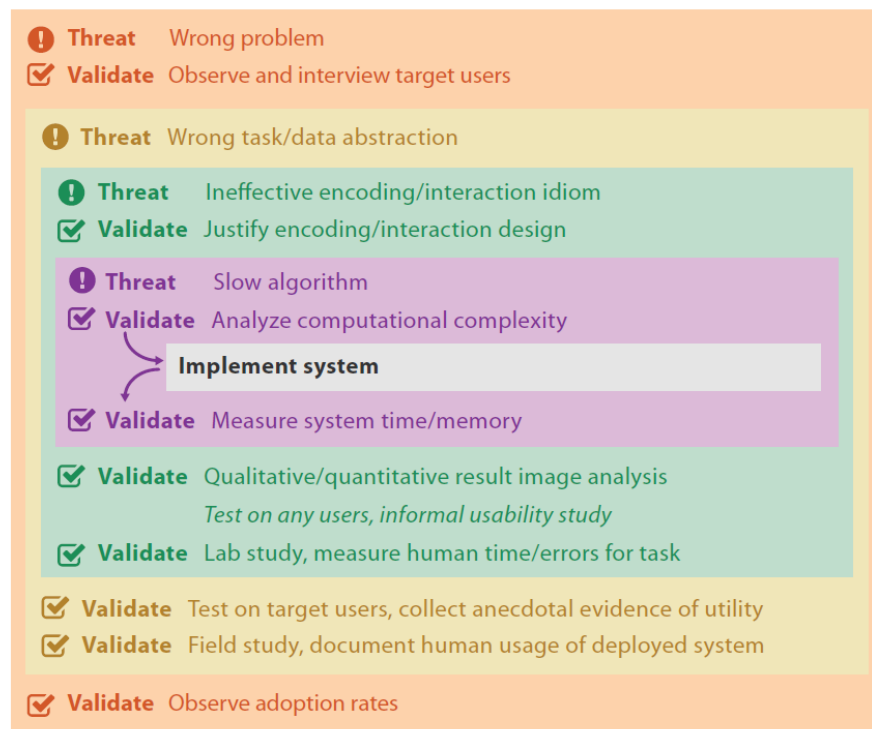 Threat Wrong problem
Validate Observe and interview target users
Threat Wrong task/data abstraction
Threat Ineffective encoding/interaction idiom
Validate Justify encoding/interaction design
Threat Slow algorithm
Validate Analyze computational complexity
Implement system
Validate Measure system time/memory
Validate Qualitative/quantitative result image analysis
Test on any users, informal usability study
Validate Lab study, measure human time/errors for task
Validate Test on target users, collect anecdotal evidence of utility
Validate Field study, document human usage of deployed system
Validate Observe adoption rates